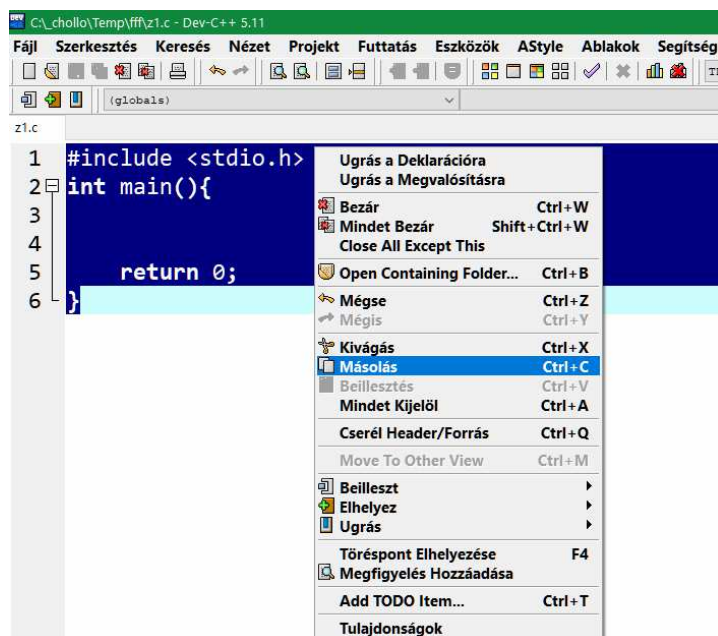 C:\_chollo\Temp\fff\z1.c - Dev-C++ 5.11
Fájl Szerkesztés Keresés Nézet Projekt Futtatás Eszközök AStyle Ablakok Segítség
(globals)
z1.c
1 #include <stdio.h>
2 int main(){
3
4
5 return 0;
6 }
Ugrás a Deklarációra
Ugrás a Megvalósításra
Bezár Ctrl+W
Mindet Bezár Shift+Ctrl+W
Close All Except This
Open Containing Folder... Ctrl+B
Mégse Ctrl+Z
Mégis Ctrl+Y
Kivágás Ctrl+X
Másolás Ctrl+C
Beillesztés Ctrl+V
Mindet Kijelöl Ctrl+A
Cserél Header/Forrás Ctrl+Q
Move To Other View Ctrl+M
Beilleszt
Elhelyez
Ugrás
Töréspont Elhelyezése F4
Megfigyelés Hozzáadása
Add TODO Item... Ctrl+T
Tulajdonságok